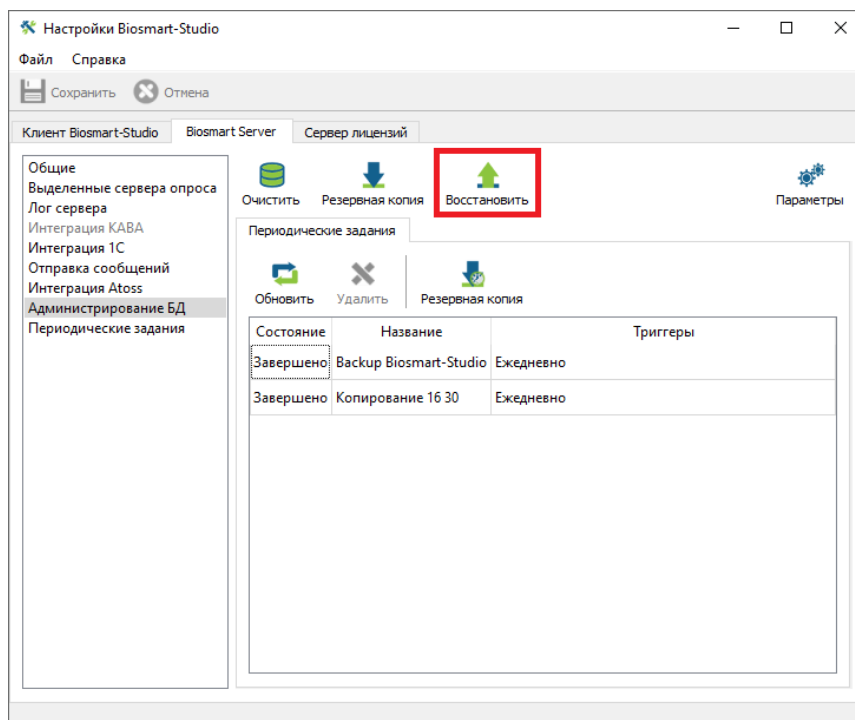 Настройки Biosmart-Studio
Файл Справка
Сохранить Отмена
Клиент Biosmart-Studio Biosmart Server Сервер лицензий
Общие
Выделенные сервера опроса
Лог сервера
Интеграция KABA
Интеграция 1С
Отправка сообщений
Интеграция Atoss
Администрирование БД
Периодические задания
Очистить Резервная копия Восстановить Параметры
Периодические задания
Обновить Удалить Резервная копия
Состояние Название Триггеры
Завершено Backup Biosmart-Studio Ежедневно
Завершено Копирование 16 30 Ежедневно